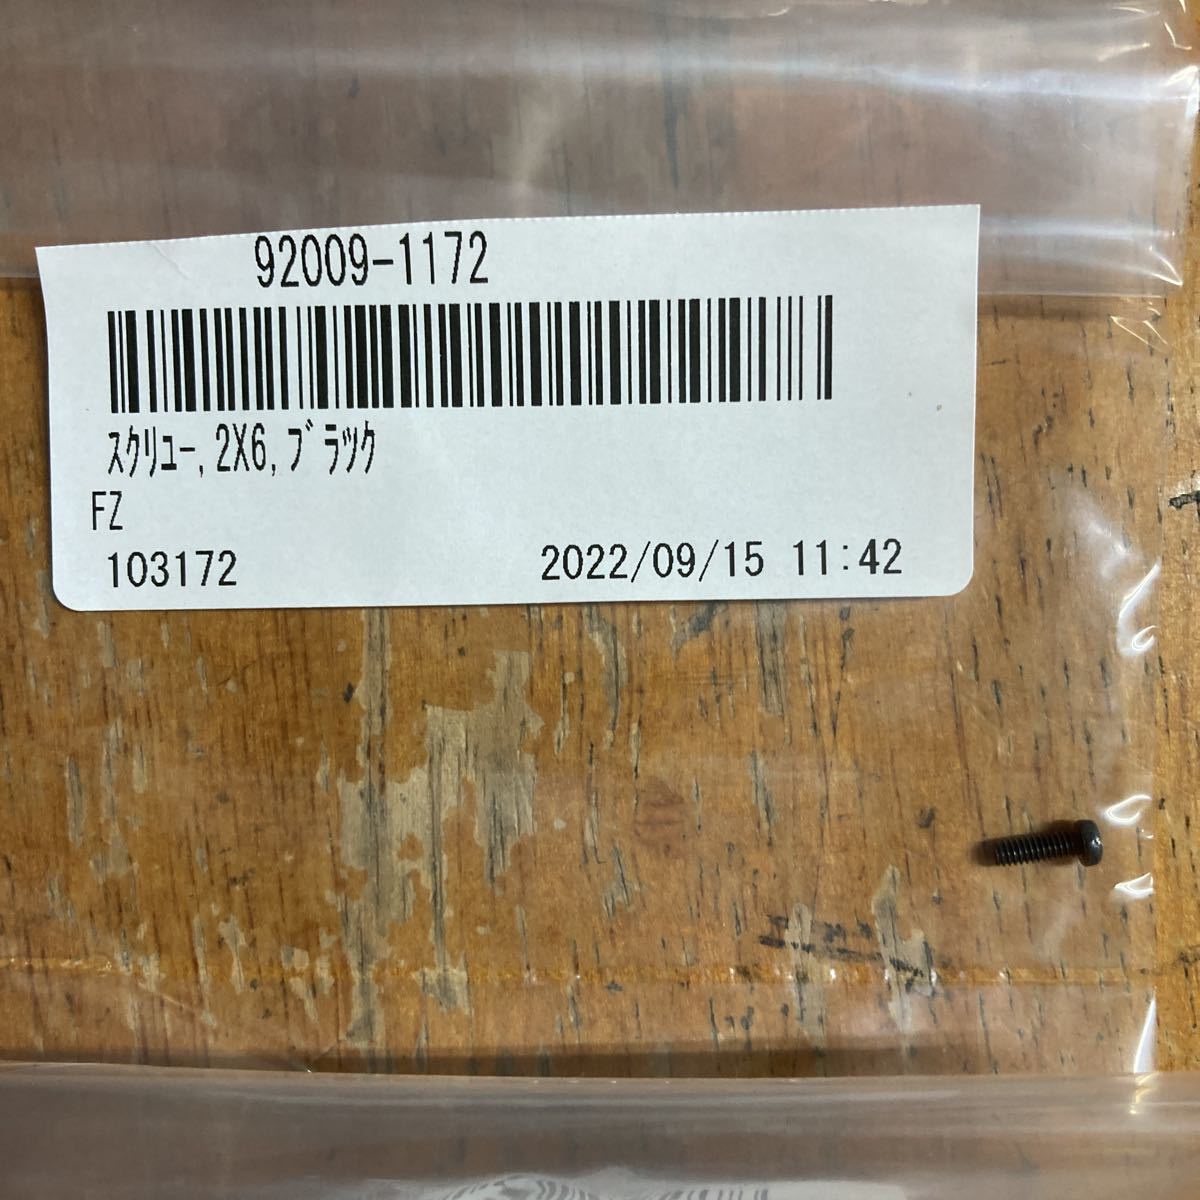 92009-1172
ｽｸﾘｭｰ,2X6,ﾌﾞﾗｯｸ
FZ
103172 2022/09/15 11:42